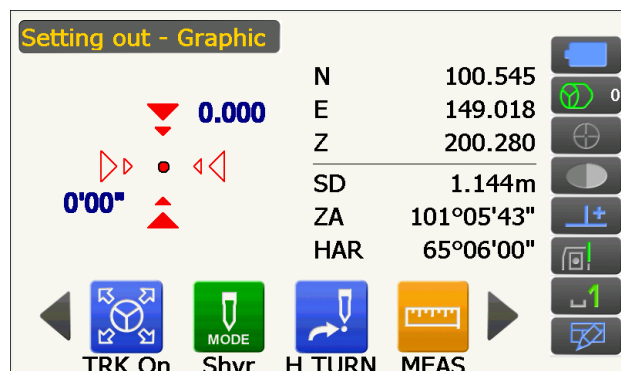 Setting out - Graphic
N 100.545
E 149.018
Z 200.280
0.000
0'00"
SD 1.144m
ZA 101°05'43"
HAR 65°06'00"
0
1
MODE
TRK On Shvr H.TURN MEAS